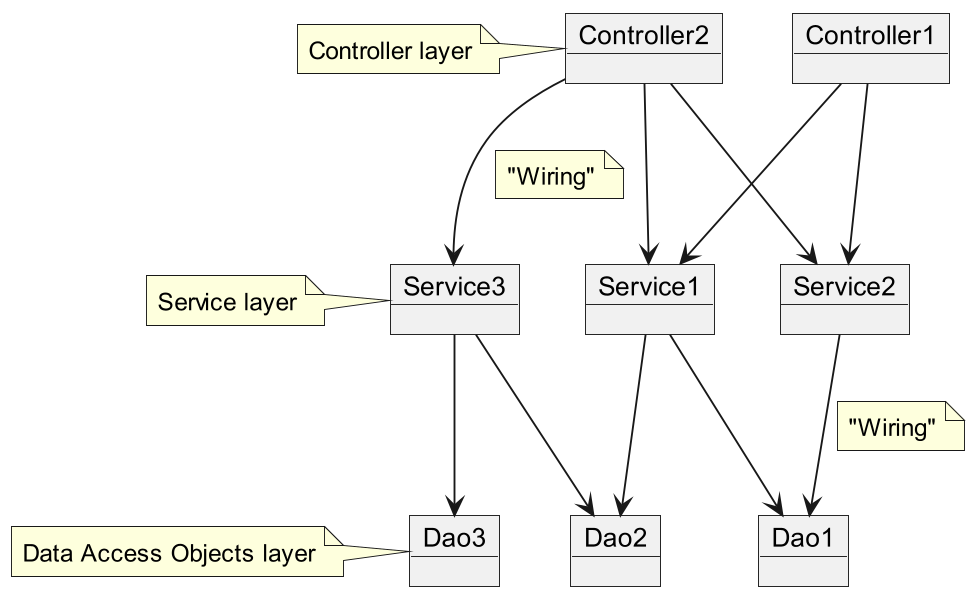 Controller layer
Controller2
Controller1
"Wiring"
Service layer
Service3
Service1
Service2
"Wiring"
Data Access Objects layer
Dao3
Dao2
Dao1